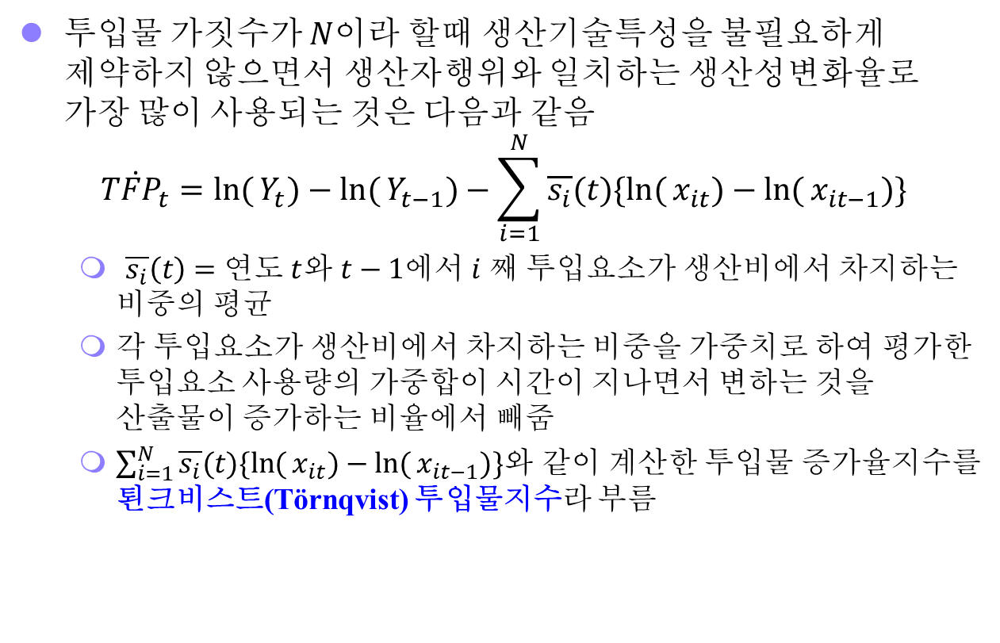 투입물 가짓수가 N이라 할때 생산기술특성을 불필요하게
제약하지 않으면서 생산자행위와 일치하는 생산성변화율로
가장 많이 사용되는 것은 다음과 같음
$T\dot{F}P_t = \ln(Y_t) - \ln(Y_{t-1}) - \sum_{i=1}^{N} \overline{s_i}(t)\{\ln(x_{it}) - \ln(x_{it-1})\}$
$\overline{s_i}(t)$ = 연도 t와 t − 1에서 i 째 투입요소가 생산비에서 차지하는
비중의 평균
각 투입요소가 생산비에서 차지하는 비중을 가중치로 하여 평가한
투입요소 사용량의 가중합이 시간이 지나면서 변하는 것을
산출물이 증가하는 비율에서 빼줌
$\sum_{i=1}^{N} \overline{s_i}(t)\{\ln(x_{it}) - \ln(x_{it-1})\}$와 같이 계산한 투입물 증가율지수를
퇸크비스트(Törnqvist) 투입물지수라 부름